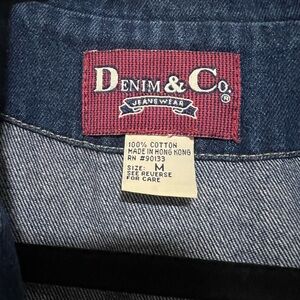 DENIM & CO.®
JEANSWEAR
100% COTTON
MADE IN HONG KONG
RN #90133
SIZE: M
SEE REVERSE
FOR CARE